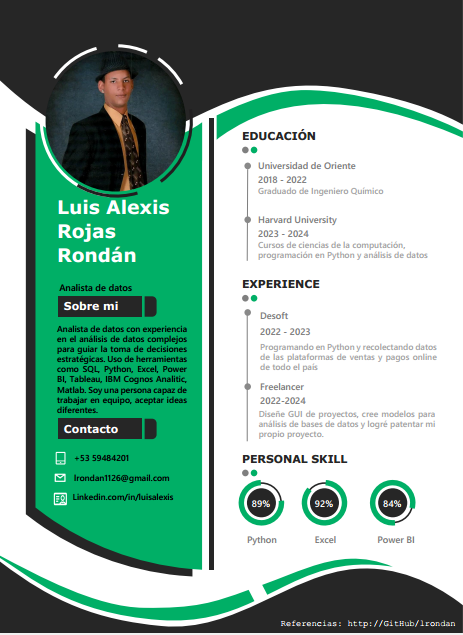 Luis Alexis
Rojas
Rondán
Analista de datos
Sobre mi
Analista de datos con experiencia
en el análisis de datos complejos
para guiar la toma de decisiones
estratégicas. Uso de herramientas
como SQL, Python, Excel, Power
BI, Tableau, IBM Cognos Analitic,
Matlab. Soy una persona capaz de
trabajar en equipo, aceptar ideas
diferentes.
Contacto
+53 59484201
lrondan1126@gmail.com
Linkedin.com/in/luisalexis
EDUCACIÓN
Universidad de Oriente
2018 - 2022
Graduado de Ingeniero Químico
Harvard University
2023 - 2024
Cursos de ciencias de la computación,
programación en Python y análisis de datos
EXPERIENCE
Desoft
2022 - 2023
Programando en Python y recolectando datos
de las plataformas de ventas y pagos online
de todo el país
Freelancer
2022-2024
Diseñe GUI de proyectos, cree modelos para
análisis de bases de datos y logré patentar mi
propio proyecto.
PERSONAL SKILL
89% 92% 84%
Python Excel Power BI
Referencias: http://GitHub/lrondan